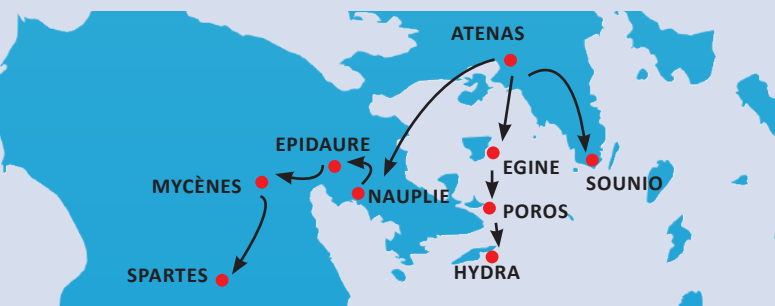 ATENAS
EPIDAURE
EGINE
MYCÈNES
NAUPLIE
SOUNIO
POROS
SPARTES
HYDRA